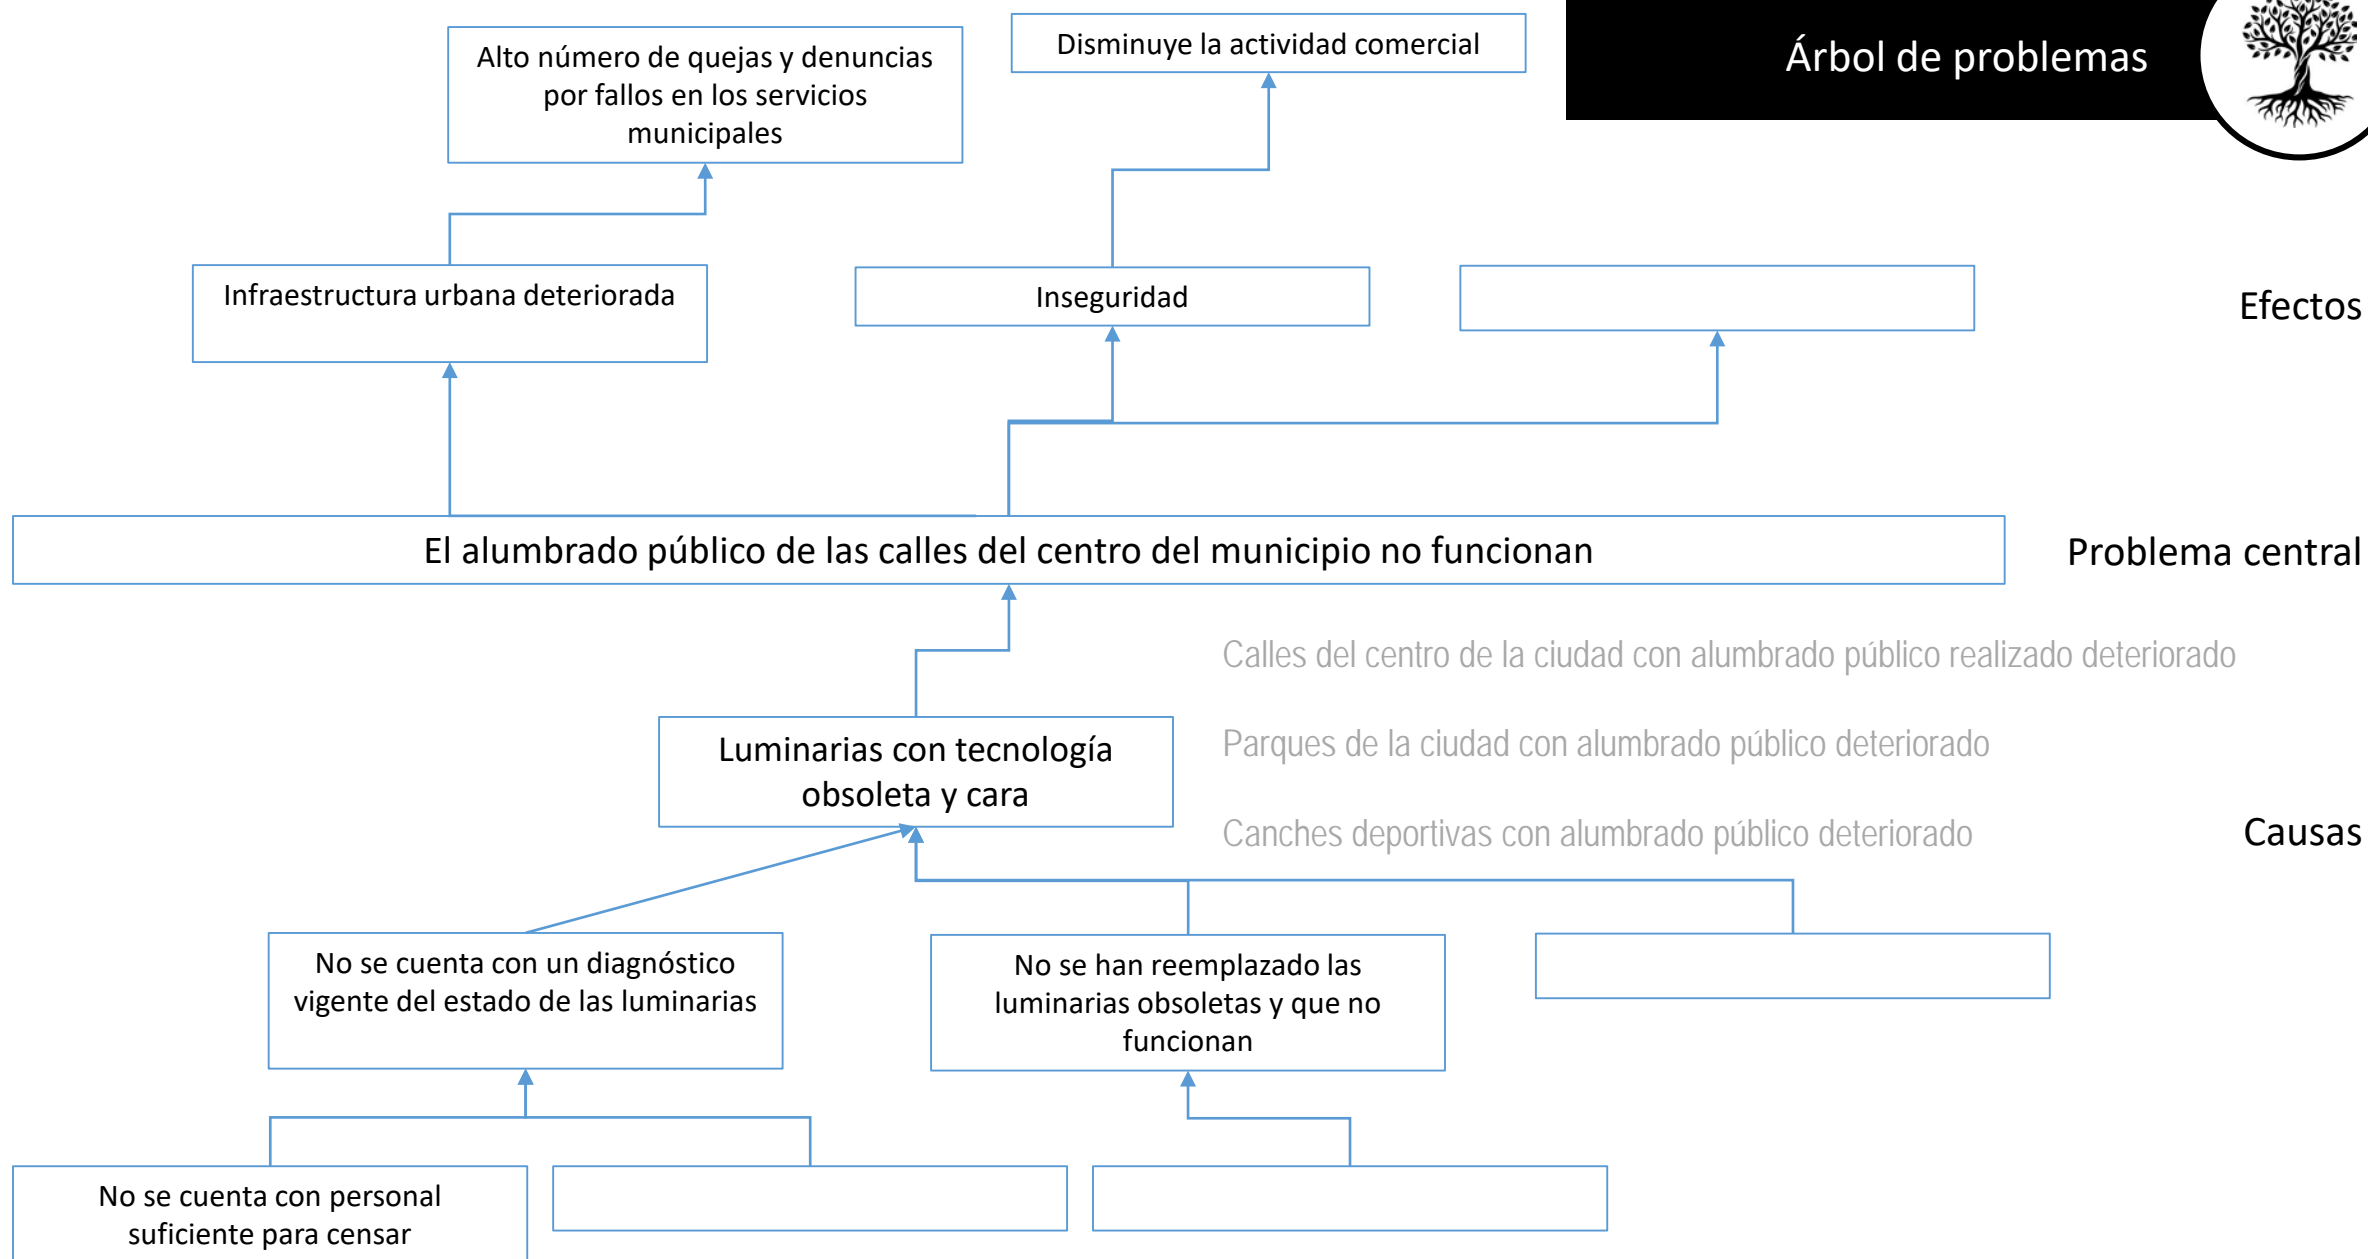 Árbol de problemas
Alto número de quejas y denuncias
por fallos en los servicios
municipales
Disminuye la actividad comercial
Infraestructura urbana deteriorada
Inseguridad
Efectos
El alumbrado público de las calles del centro del municipio no funcionan
Problema central
Calles del centro de la ciudad con alumbrado público realizado deteriorado
Luminarias con tecnología
obsoleta y cara
Parques de la ciudad con alumbrado público deteriorado
Canches deportivas con alumbrado público deteriorado
Causas
No se cuenta con un diagnóstico
vigente del estado de las luminarias
No se han reemplazado las
luminarias obsoletas y que no
funcionan
No se cuenta con personal
suficiente para censar